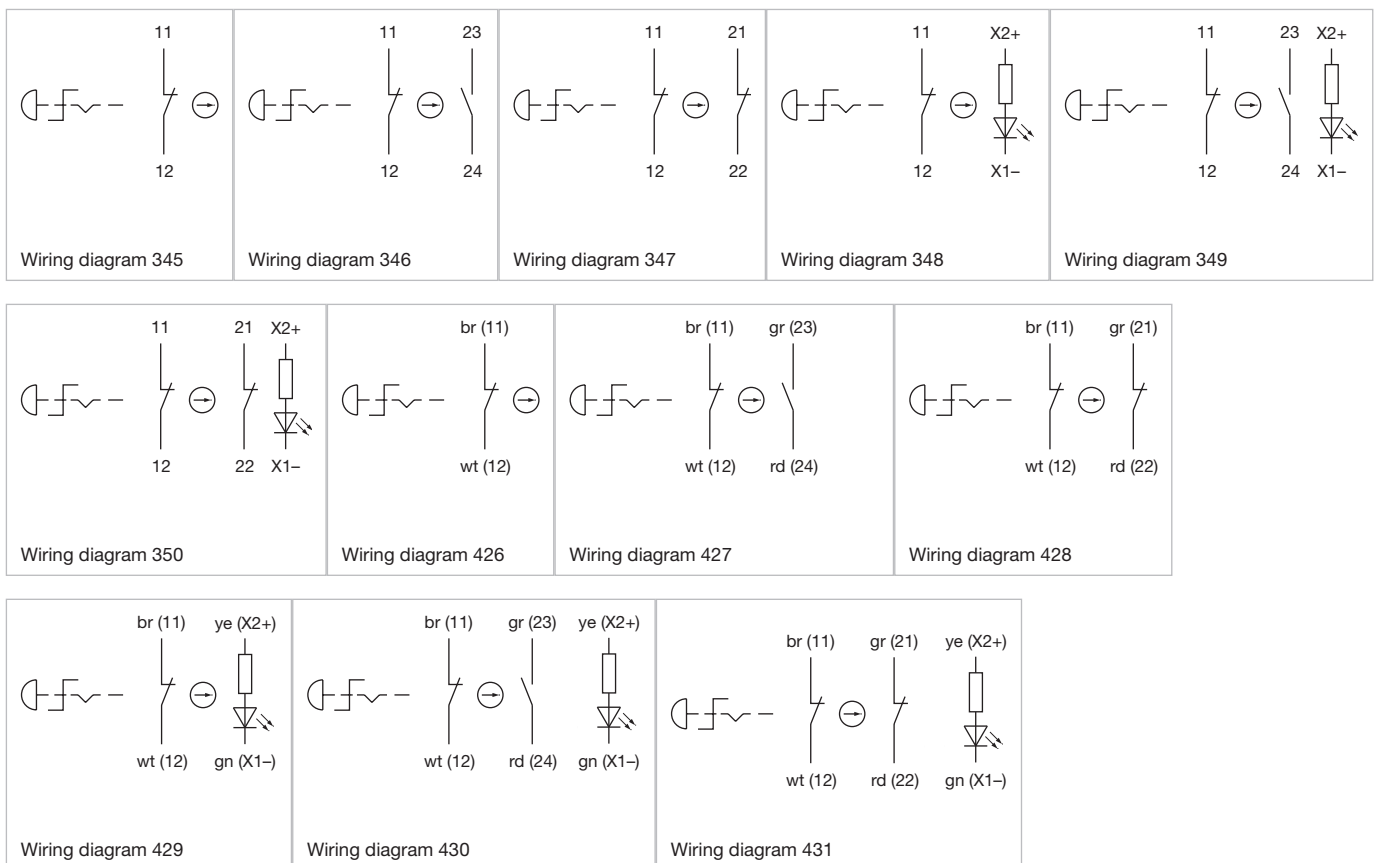 11 11 23 11 21 11 X2+ 11 23 X2+
12 12 24 12 22 12 X1– 12 24 X1–
Wiring diagram 345 Wiring diagram 346 Wiring diagram 347 Wiring diagram 348 Wiring diagram 349
11 21 X2+ br (11) br (11) gr (23) br (11) gr (21)
12 22 X1– wt (12) wt (12) rd (24) wt (12) rd (22)
Wiring diagram 350 Wiring diagram 426 Wiring diagram 427 Wiring diagram 428
br (11) ye (X2+) br (11) gr (23) ye (X2+)
br (11) gr (21) ye (X2+)
wt (12) gn (X1–) wt (12) rd (24) gn (X1–)
wt (12) rd (22) gn (X1–)
Wiring diagram 429 Wiring diagram 430 Wiring diagram 431